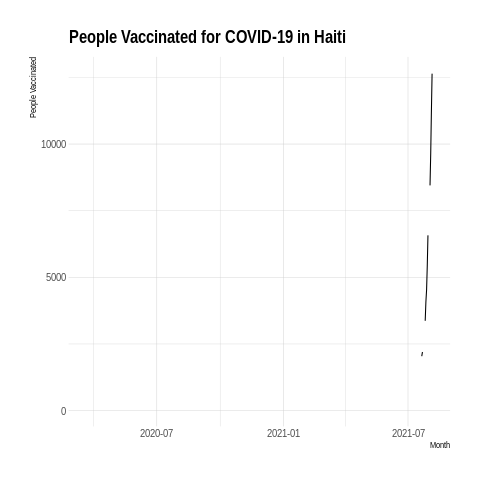 People Vaccinated for COVID-19 in Haiti
People Vaccinated
10000
5000
0
2020-07
2021-01
2021-07
Month